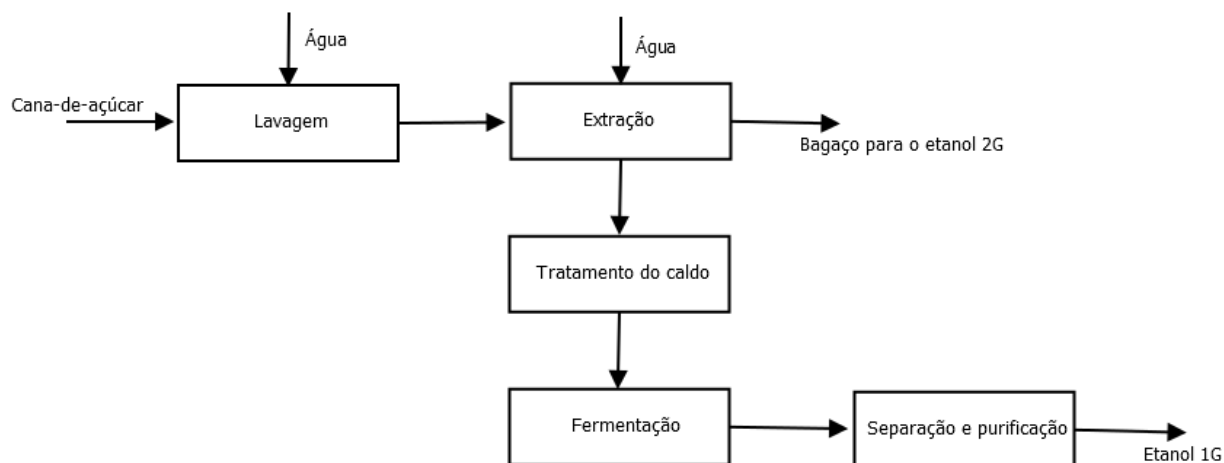 Água
Água
Cana-de-açúcar
Lavagem
Extração
Bagaço para o etanol 2G
Tratamento do caldo
Fermentação
Separação e purificação
Etanol 1G